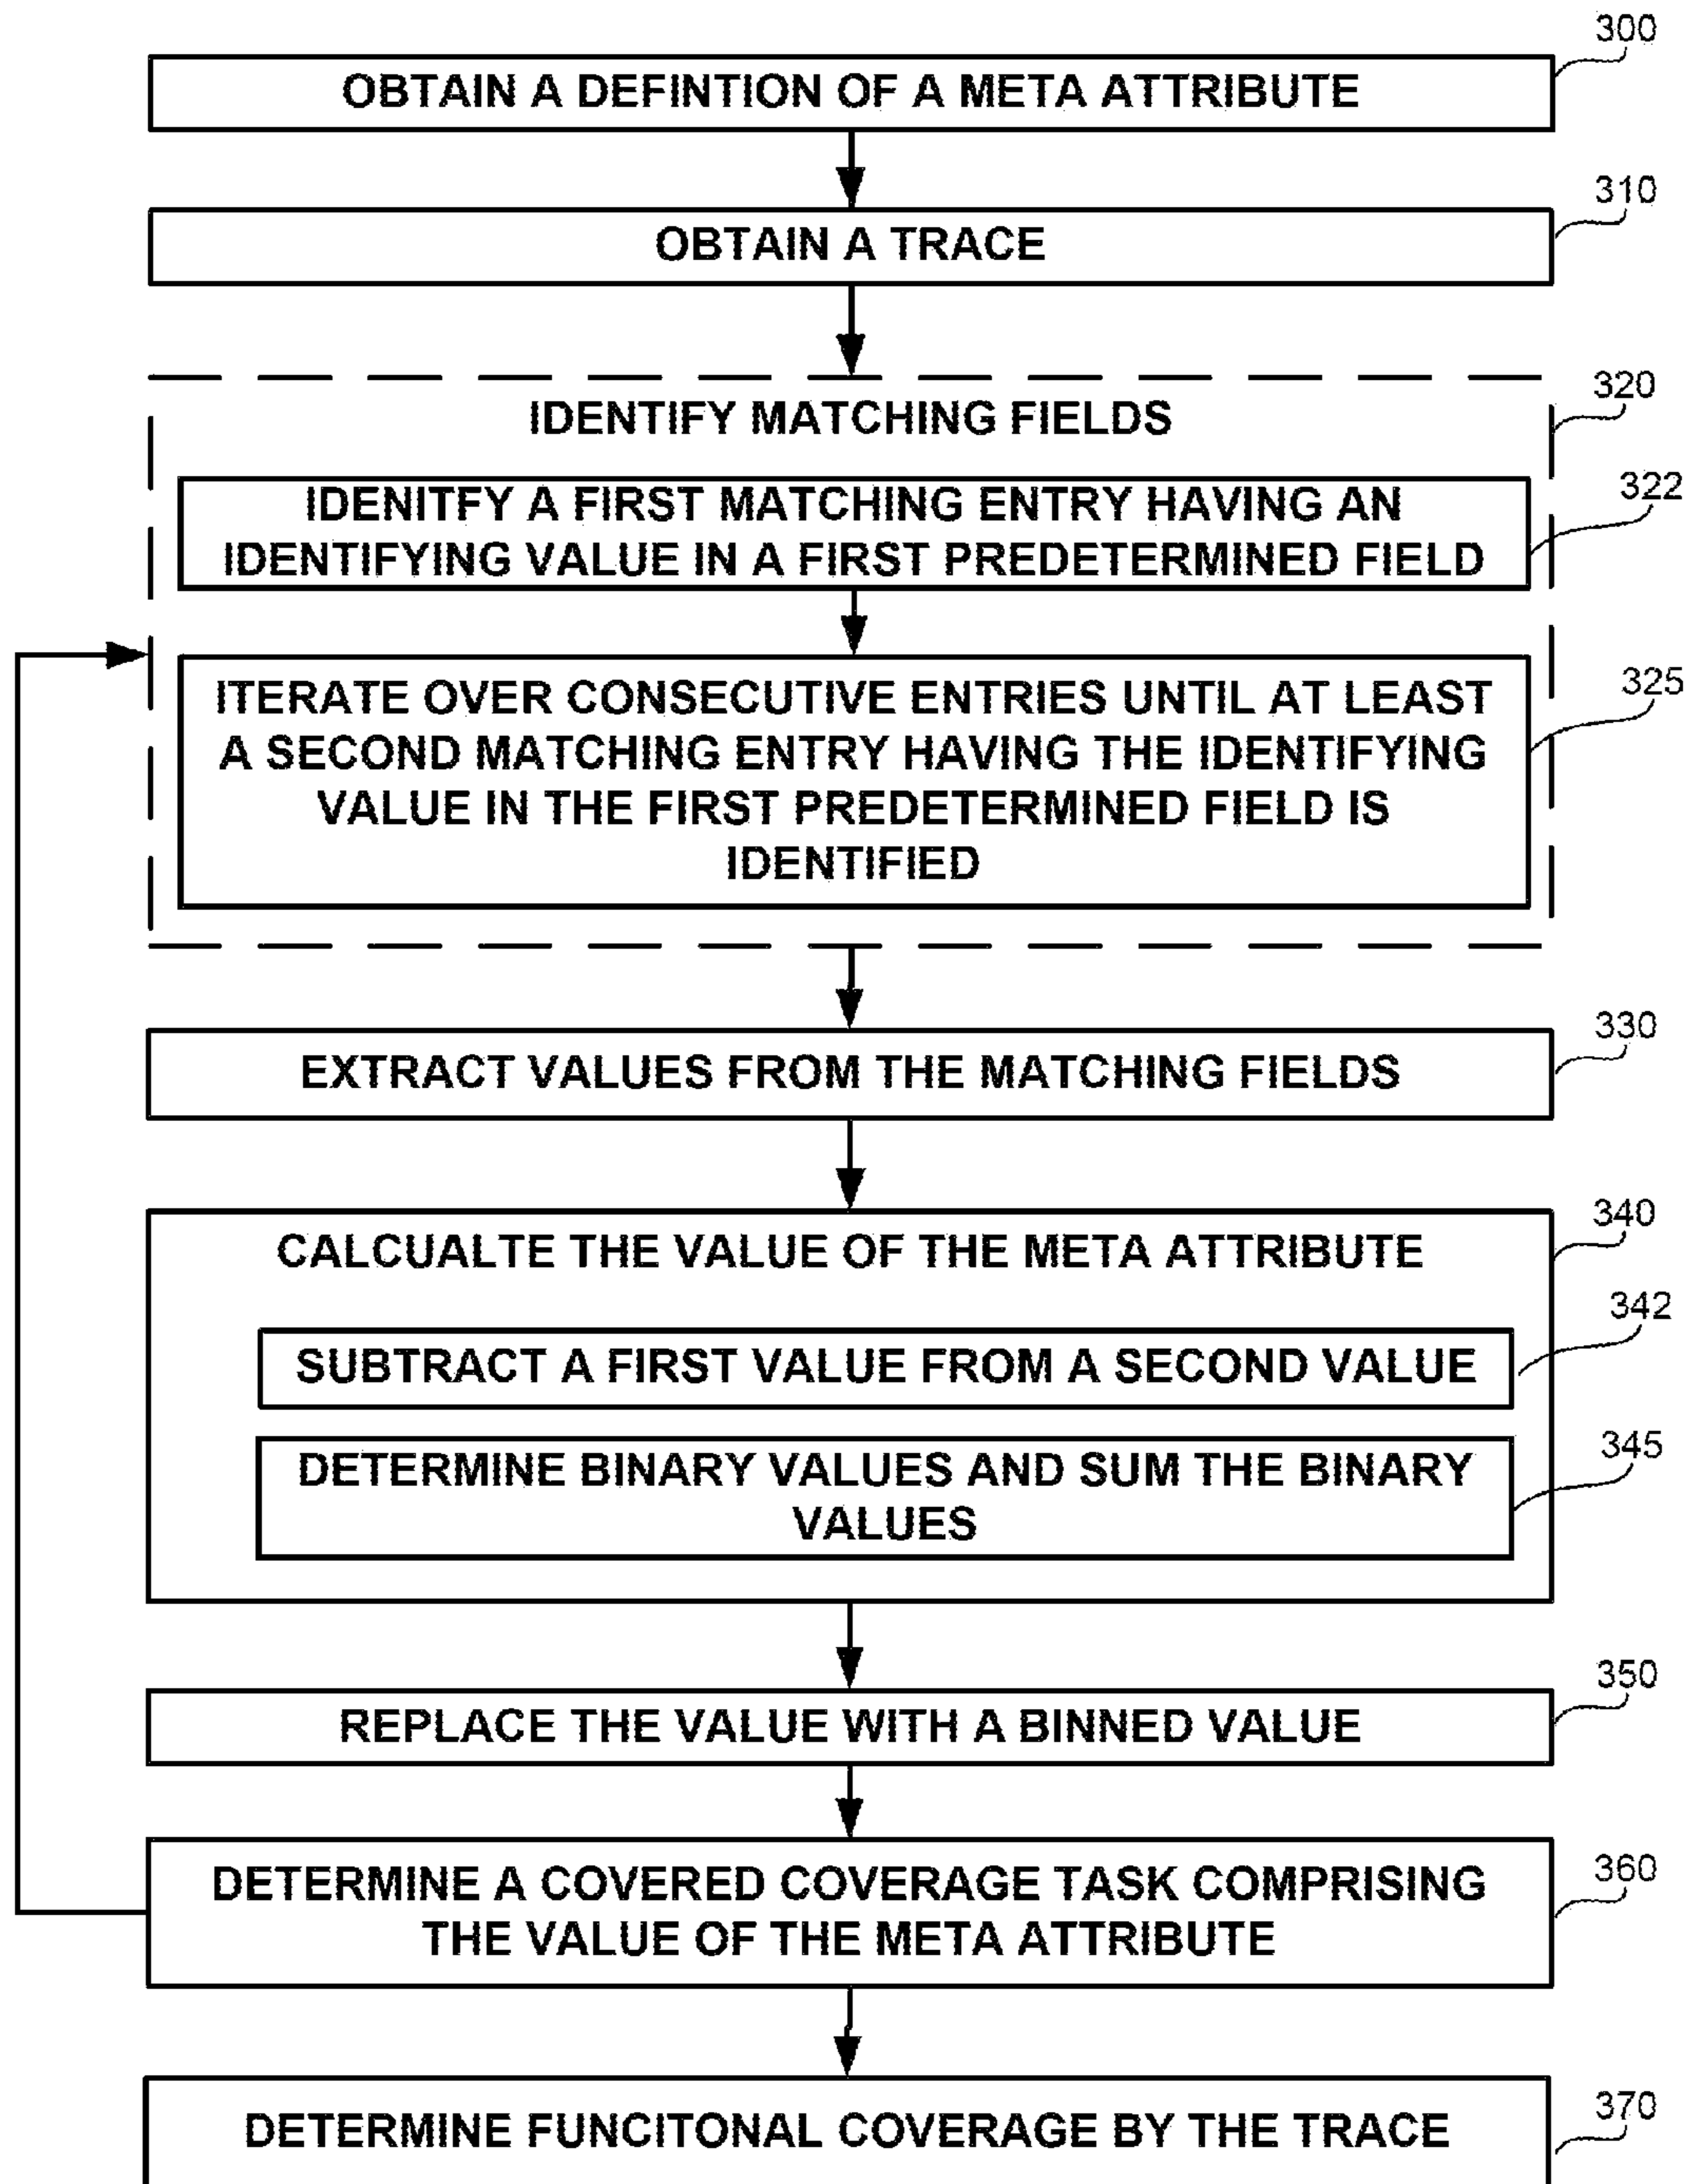 300
OBTAIN A DEFINTION OF A META ATTRIBUTE
310
OBTAIN A TRACE
320
IDENTIFY MATCHING FIELDS
322
IDENITFY A FIRST MATCHING ENTRY HAVING AN
IDENTIFYING VALUE IN A FIRST PREDETERMINED FIELD
325
ITERATE OVER CONSECUTIVE ENTRIES UNTIL AT LEAST
A SECOND MATCHING ENTRY HAVING THE IDENTIFYING
VALUE IN THE FIRST PREDETERMINED FIELD IS
IDENTIFIED
330
EXTRACT VALUES FROM THE MATCHING FIELDS
340
CALCUALTE THE VALUE OF THE META ATTRIBUTE
342
SUBTRACT A FIRST VALUE FROM A SECOND VALUE
345
DETERMINE BINARY VALUES AND SUM THE BINARY
VALUES
350
REPLACE THE VALUE WITH A BINNED VALUE
360
DETERMINE A COVERED COVERAGE TASK COMPRISING
THE VALUE OF THE META ATTRIBUTE
370
DETERMINE FUNCITONAL COVERAGE BY THE TRACE